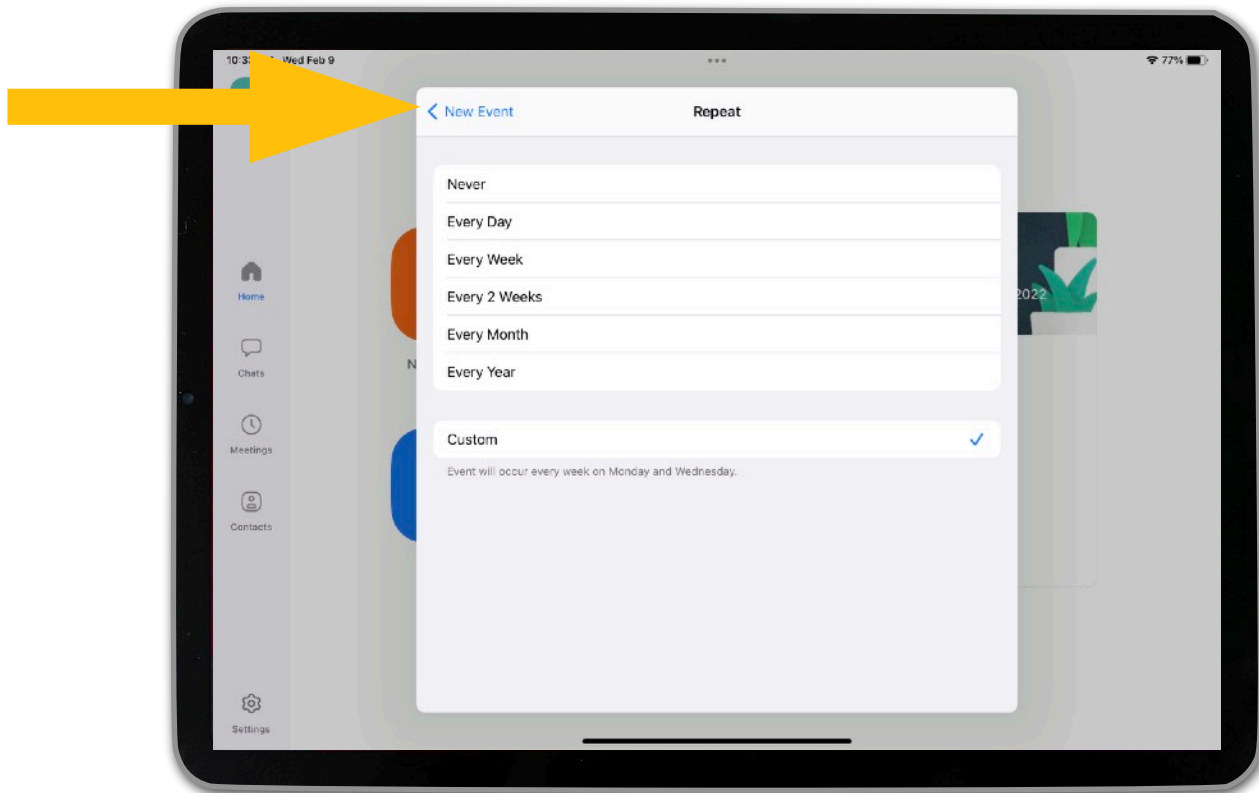 Wed Feb 9
77%
New Event
Repeat
Never
Every Day
Every Week
Every 2 Weeks
Every Month
Every Year
Custom
Event will occur every week on Monday and Wednesday.
2022
Home
Chats
N
Meetings
Contacts
Settings